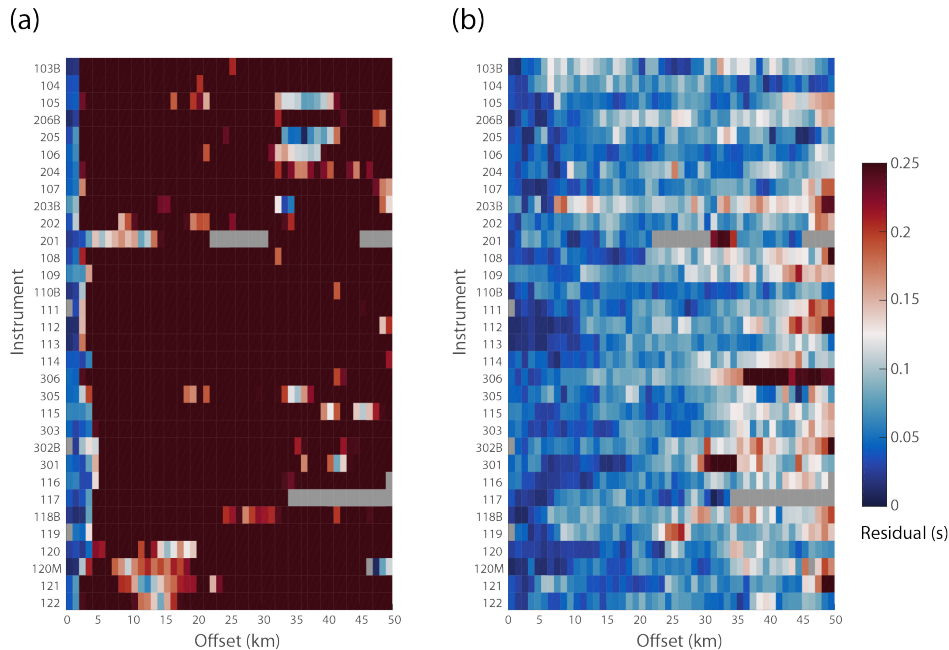 (a)
(b)
Instrument
103B
104
105
206B
205
106
204
107
203B
202
201
108
109
110B
111
112
113
114
306
305
115
303
302B
301
116
117
118B
119
120
120M
121
122
0 5 10 15 20 25 30 35 40 45 50
Offset (km)
Instrument
103B
104
105
206B
205
106
204
107
203B
202
201
108
109
110B
111
112
113
114
306
305
115
303
302B
301
116
117
118B
119
120
120M
121
122
0 5 10 15 20 25 30 35 40 45 50
Offset (km)
0.25
0.2
0.15
0.1
0.05
0
Residual (s)